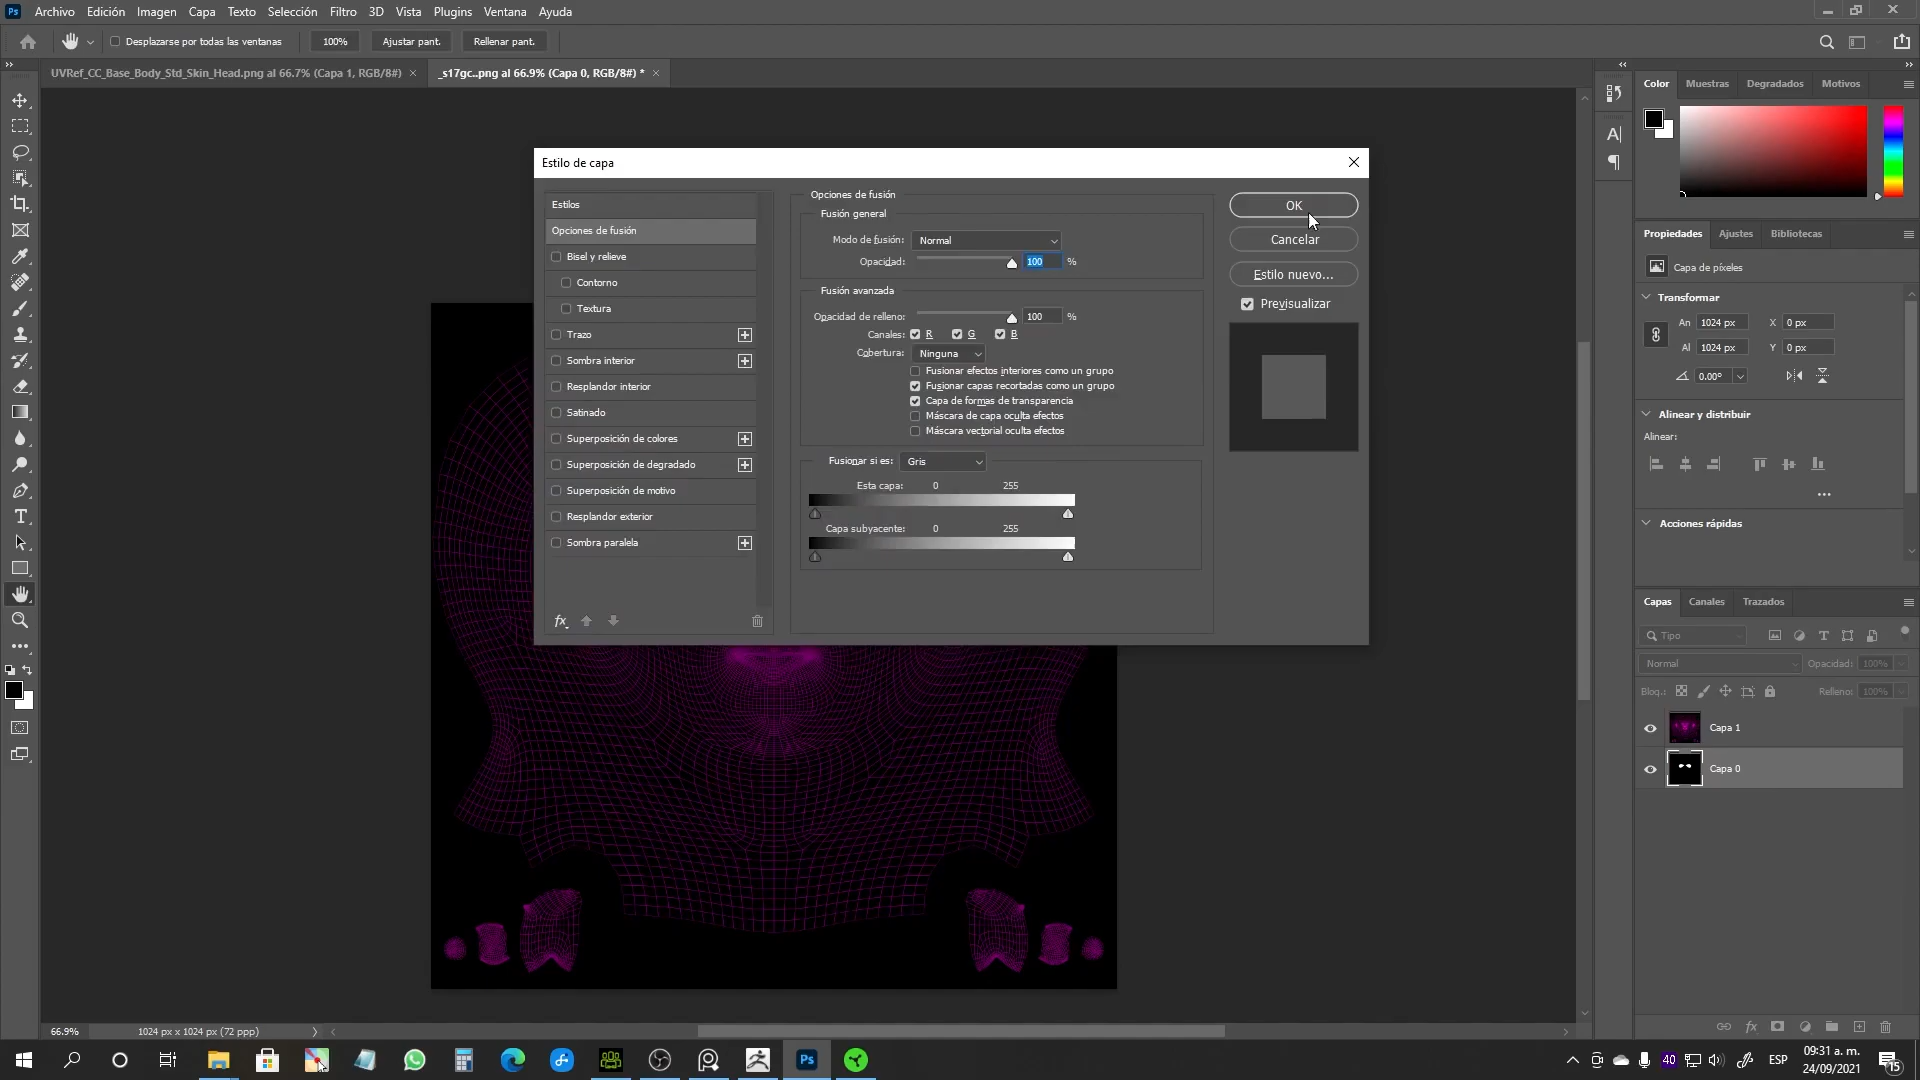 Ps Archivo Edición Imagen Capa Texto Selección Filtro 3D Vista Plugins Ventana Ayuda
Desplazarse por todas las ventanas 100% Ajustar pant. Rellenar pant.
UVRef_CC_Base_Body_Std_Skin_Head.png al 66.7% (Capa 1, RGB/8#) × _s17gc..png al 66.9% (Capa 0, RGB/8#) * ×
Estilo de capa
Estilos
Opciones de fusión
Bisel y relieve
Contorno
Textura
Trazo
Sombra interior
Resplandor interior
Satinado
Superposición de colores
Superposición de degradado
Superposición de motivo
Resplandor exterior
Sombra paralela
fx
Opciones de fusión
Fusión general
Modo de fusión: Normal
Opacidad: 100 %
Fusión avanzada
Opacidad de relleno: 100 %
Canales: R G B
Cobertura: Ninguna
Fusionar efectos interiores como un grupo
Fusionar capas recortadas como un grupo
Capa de formas de transparencia
Máscara de capa oculta efectos
Máscara vectorial oculta efectos
Fusionar si es: Gris
Esta capa: 0 255
Capa subyacente: 0 255
OK
Cancelar
Estilo nuevo...
Previsualizar
Color Muestras Degradados Motivos
Propiedades Ajustes Bibliotecas
Capa de píxeles
Transformar
An 1024 px X 0 px
Al 1024 px Y 0 px
0.00°
Alinear y distribuir
Alinear:
Acciones rápidas
Capas Canales Trazados
Tipo
Normal Opacidad: 100%
Bloq.: Relleno: 100%
Capa 1
Capa 0
fx
66.9% 1024 px x 1024 px (72 ppp)
Ps
40 ESP 09:31 a. m.
24/09/2021
15